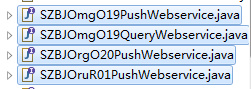 SZBJOmgO19PushWebservice.java
SZBJOmgO19QueryWebservice.java
SZBJOrgO20PushWebservice.java
SZBJOruR01PushWebservice.java